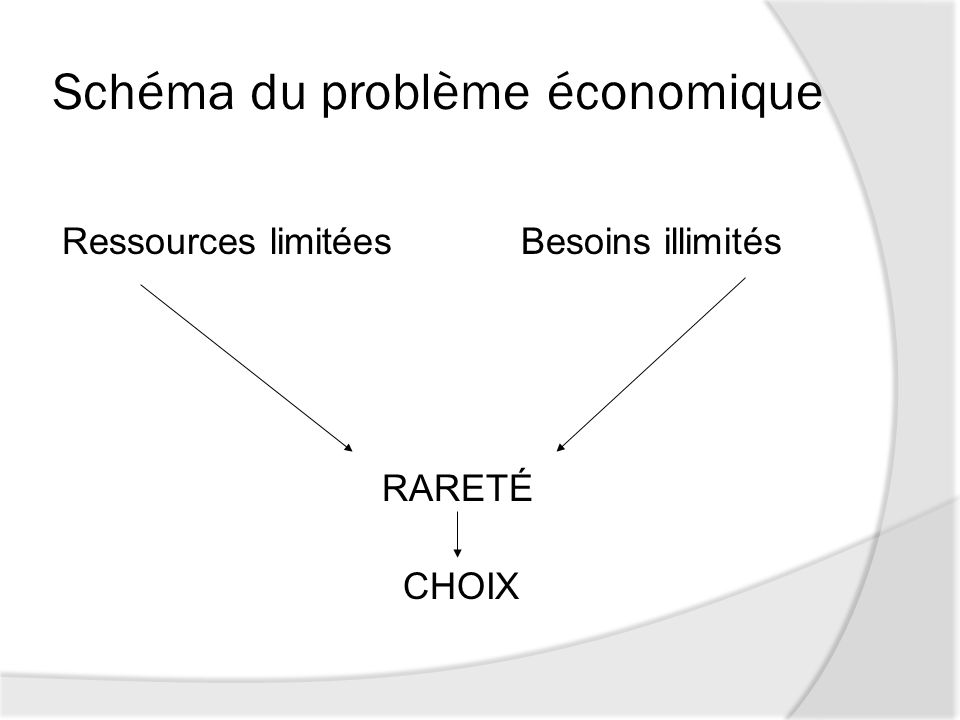 Schéma du problème économique
Ressources limitées Besoins illimités
RARETÉ
CHOIX